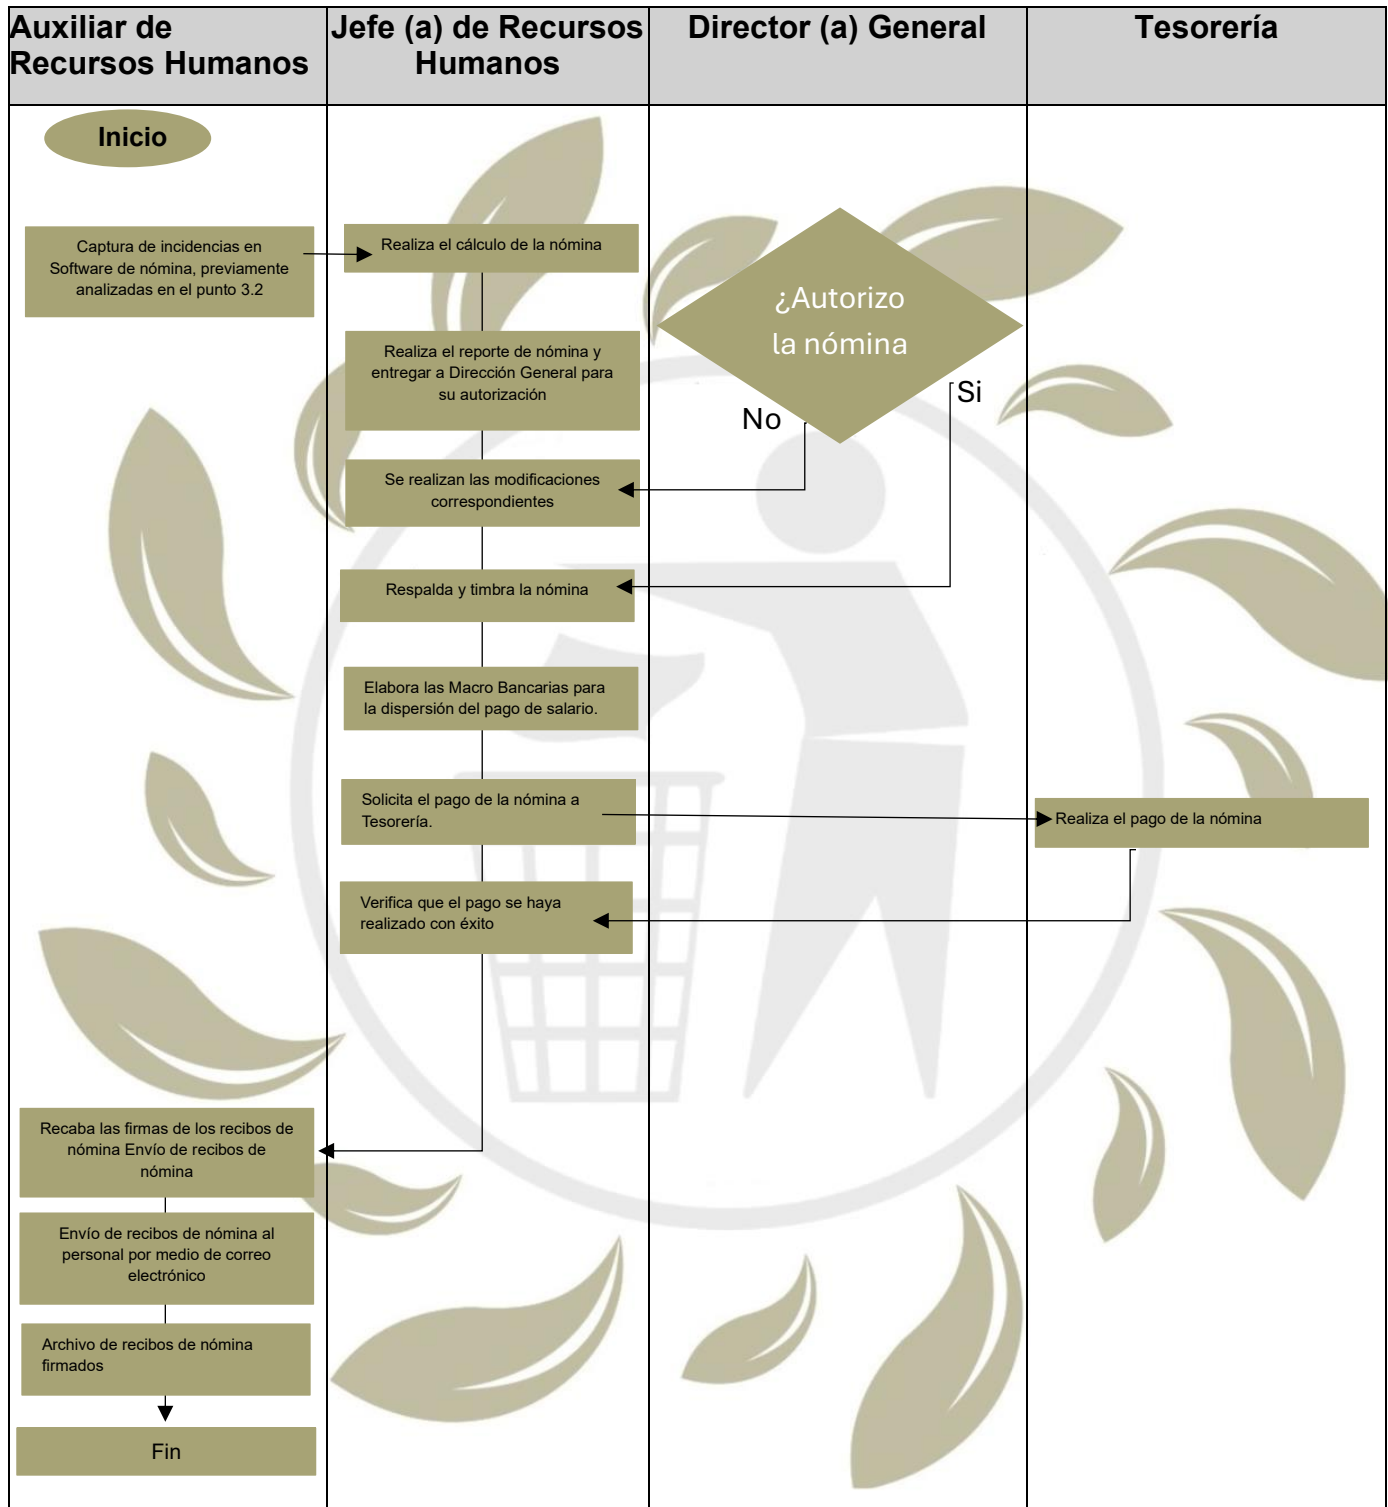 Auxiliar de
Recursos Humanos
Jefe (a) de Recursos
Humanos
Director (a) General
Tesorería
Inicio
Captura de incidencias en
Software de nómina, previamente
analizadas en el punto 3.2
Realiza el cálculo de la nómina
¿Autorizo
la nómina
Realiza el reporte de nómina y
entregar a Dirección General para
su autorización
Si
No
Se realizan las modificaciones
correspondientes
Respalda y timbra la nómina
Elabora las Macro Bancarias para
la dispersión del pago de salario.
Solicita el pago de la nómina a
Tesorería.
Realiza el pago de la nómina
Verifica que el pago se haya
realizado con éxito
Recaba las firmas de los recibos de
nómina Envío de recibos de
nómina
Envío de recibos de nómina al
personal por medio de correo
electrónico
Archivo de recibos de nómina
firmados
Fin